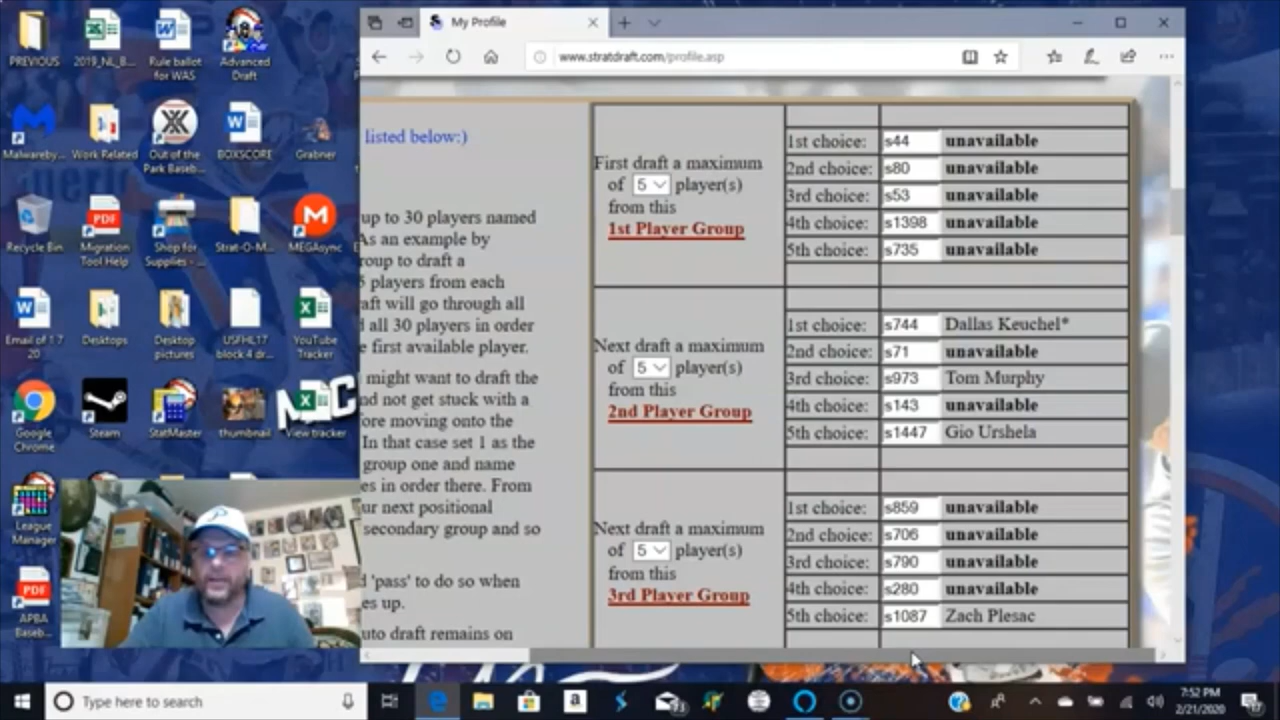 My Profile
www.stratdraft.com/profile.asp
PREVIOUS
2019_NL_B...
Rule ballot for WAS
Advanced Draft
Malwareby...
Work Related
Out of the Park Baseb...
BOXSCORE
Grabner
Recycle Bin
Migration Tool Help
Shop for Supplies - ...
Strat-O-M...
MEGAsync
Email of 1 7 20
Desktops
Desktop pictures
USFHL17 block 4 dr...
YouTube Tracker
Google Chrome
Steam
StatMaster
thumbnail
View tracker
League Manager
APBA Baseb...
listed below:)
up to 30 players named
As an example by
roup to draft a
5 players from each
raft will go through all
d all 30 players in order
e first available player.
might want to draft the
nd not get stuck with a
fore moving onto the
In that case set 1 as the
group one and name
es in order there. From
ur next positional
secondary group and so
d 'pass' to do so when
es up.
uto draft remains on
First draft a maximum
of 5 player(s)
from this
1st Player Group
1st choice: s44 unavailable
2nd choice: s80 unavailable
3rd choice: s53 unavailable
4th choice: s1398 unavailable
5th choice: s735 unavailable
Next draft a maximum
of 5 player(s)
from this
2nd Player Group
1st choice: s744 Dallas Keuchel*
2nd choice: s71 unavailable
3rd choice: s973 Tom Murphy
4th choice: s143 unavailable
5th choice: s1447 Gio Urshela
Next draft a maximum
of 5 player(s)
from this
3rd Player Group
1st choice: s859 unavailable
2nd choice: s706 unavailable
3rd choice: s790 unavailable
4th choice: s280 unavailable
5th choice: s1087 Zach Plesac
Type here to search
7:52 PM
2/21/2020